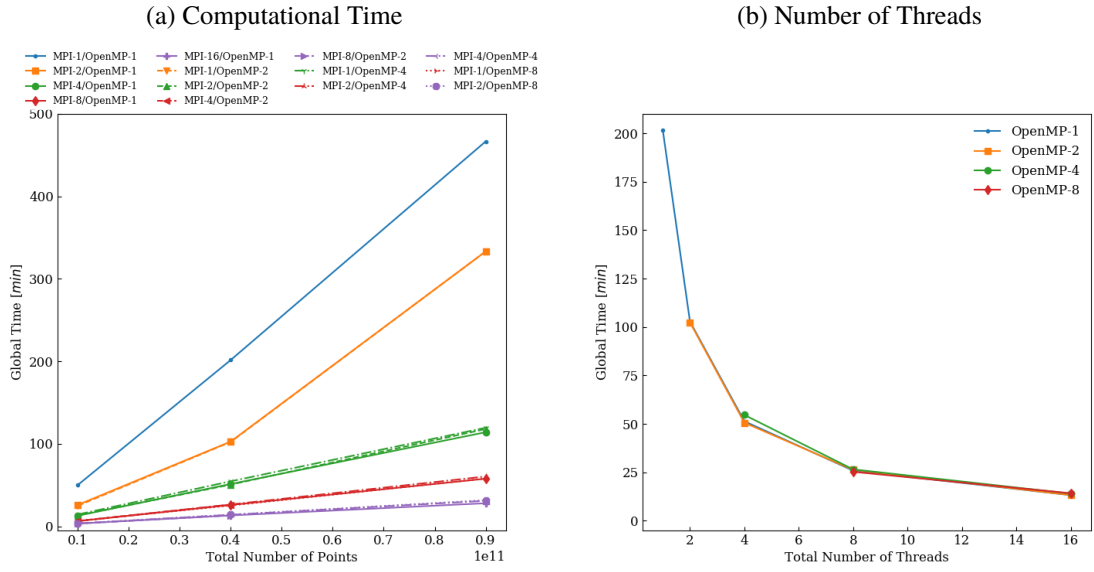 (a) Computational Time
MPI-1/OpenMP-1 MPI-16/OpenMP-1 MPI-8/OpenMP-2 MPI-4/OpenMP-4
MPI-2/OpenMP-1 MPI-1/OpenMP-2 MPI-1/OpenMP-4 MPI-1/OpenMP-8
MPI-4/OpenMP-1 MPI-2/OpenMP-2 MPI-2/OpenMP-4 MPI-2/OpenMP-8
MPI-8/OpenMP-1 MPI-4/OpenMP-2
500
400
300
200
100
0
Global Time [min]
0.1 0.2 0.3 0.4 0.5 0.6 0.7 0.8 0.9
1e11
Total Number of Points
(b) Number of Threads
OpenMP-1
OpenMP-2
OpenMP-4
OpenMP-8
200
175
150
125
100
75
50
25
0
Global Time [min]
2 4 6 8 10 12 14 16
Total Number of Threads